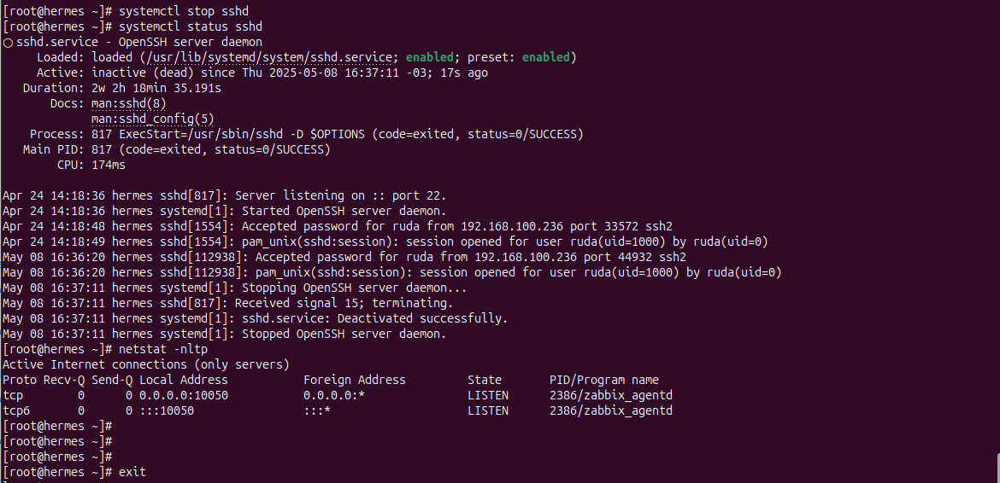 [root@hermes ~]# systemctl stop sshd
[root@hermes ~]# systemctl status sshd
○ sshd.service - OpenSSH server daemon
     Loaded: loaded (/usr/lib/systemd/system/sshd.service; enabled; preset: enabled)
     Active: inactive (dead) since Thu 2025-05-08 16:37:11 -03; 17s ago
   Duration: 2w 2h 18min 35.191s
       Docs: man:sshd(8)
             man:sshd_config(5)
    Process: 817 ExecStart=/usr/sbin/sshd -D $OPTIONS (code=exited, status=0/SUCCESS)
   Main PID: 817 (code=exited, status=0/SUCCESS)
        CPU: 174ms

Apr 24 14:18:36 hermes sshd[817]: Server listening on :: port 22.
Apr 24 14:18:36 hermes systemd[1]: Started OpenSSH server daemon.
Apr 24 14:18:48 hermes sshd[1554]: Accepted password for ruda from 192.168.100.236 port 33572 ssh2
Apr 24 14:18:49 hermes sshd[1554]: pam_unix(sshd:session): session opened for user ruda(uid=1000) by ruda(uid=0)
May 08 16:36:20 hermes sshd[112938]: Accepted password for ruda from 192.168.100.236 port 44932 ssh2
May 08 16:36:20 hermes sshd[112938]: pam_unix(sshd:session): session opened for user ruda(uid=1000) by ruda(uid=0)
May 08 16:37:11 hermes systemd[1]: Stopping OpenSSH server daemon...
May 08 16:37:11 hermes sshd[817]: Received signal 15; terminating.
May 08 16:37:11 hermes systemd[1]: sshd.service: Deactivated successfully.
May 08 16:37:11 hermes systemd[1]: Stopped OpenSSH server daemon.
[root@hermes ~]# netstat -nltp
Active Internet connections (only servers)
Proto Recv-Q Send-Q Local Address           Foreign Address         State       PID/Program name
tcp        0      0 0.0.0.0:10050           0.0.0.0:*               LISTEN      2386/zabbix_agentd
tcp6       0      0 :::10050                :::*                    LISTEN      2386/zabbix_agentd
[root@hermes ~]#
[root@hermes ~]#
[root@hermes ~]#
[root@hermes ~]# exit